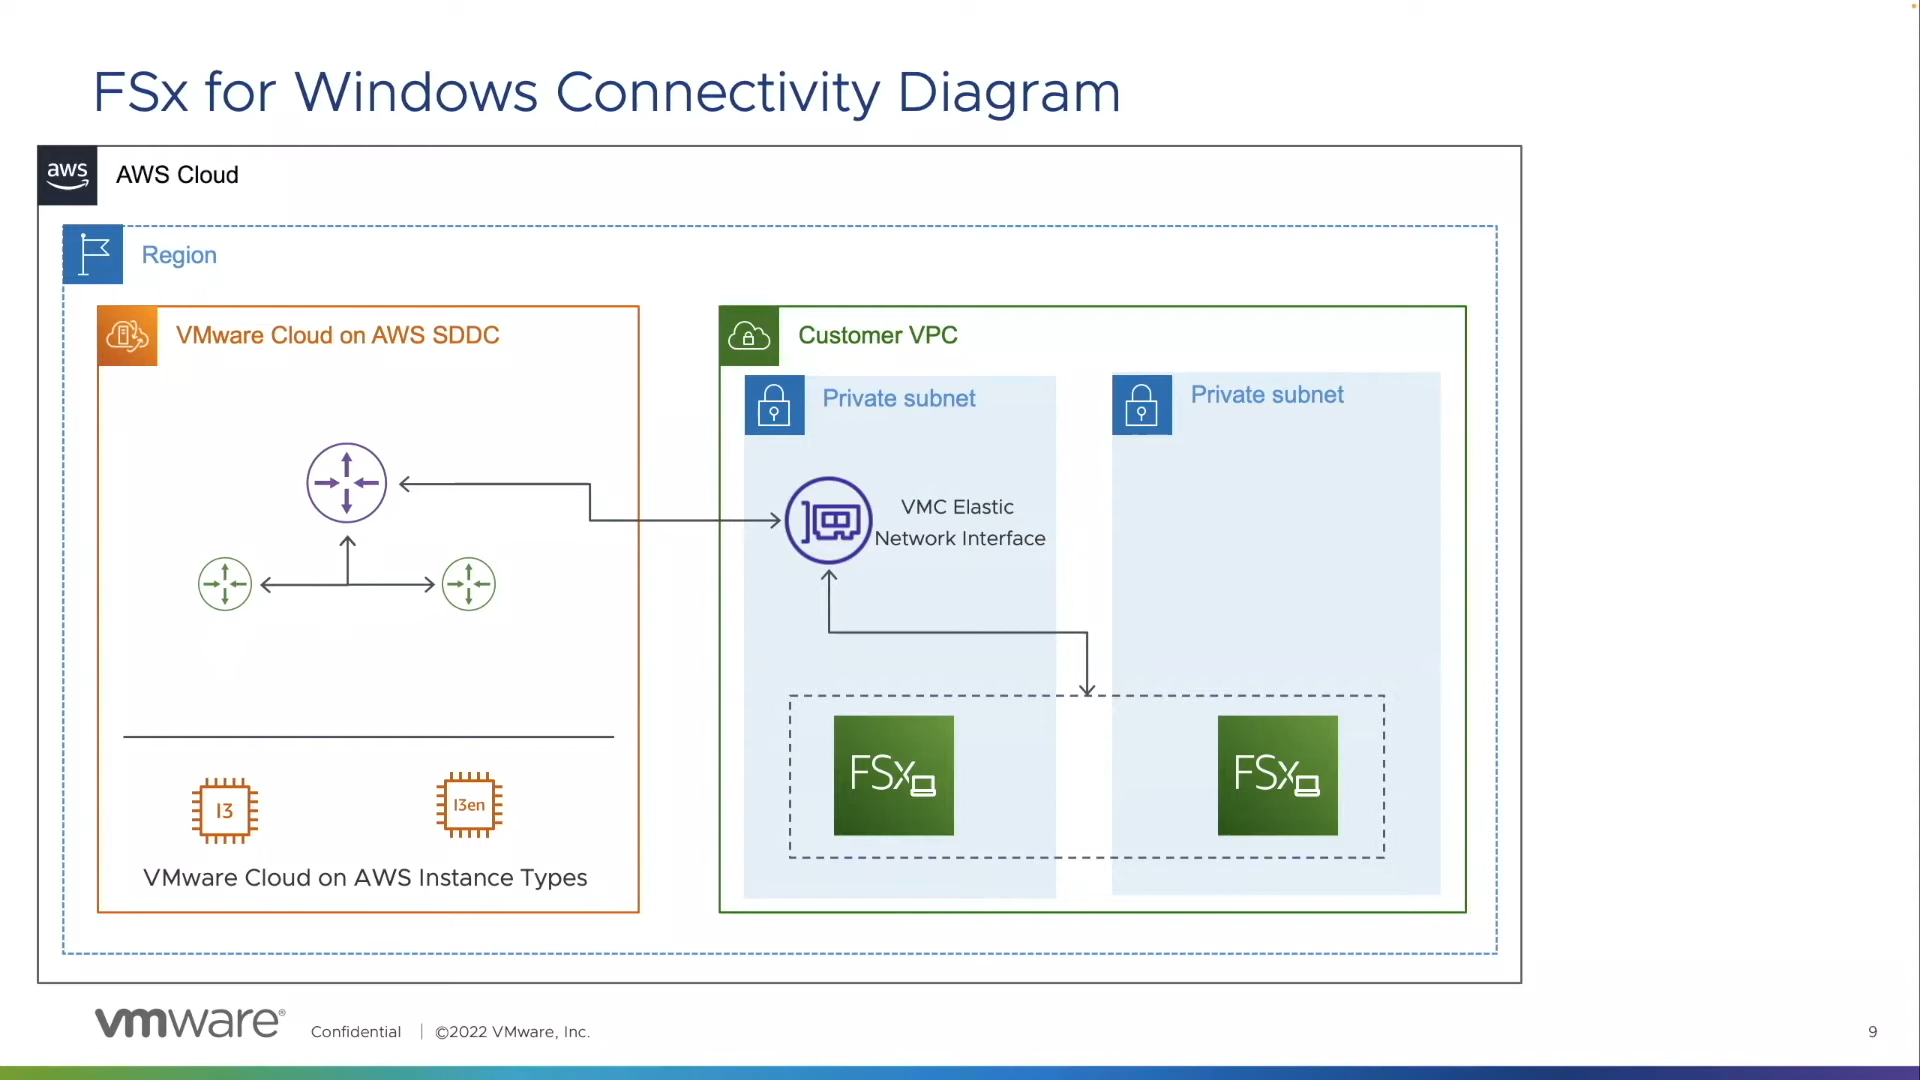 FSx for Windows Connectivity Diagram
aws
AWS Cloud
Region
VMware Cloud on AWS SDDC
Customer VPC
Private subnet
Private subnet
VMC Elastic
Network Interface
FSx
FSx
I3
I3en
VMware Cloud on AWS Instance Types
vmware®
Confidential | ©2022 VMware, Inc.
9